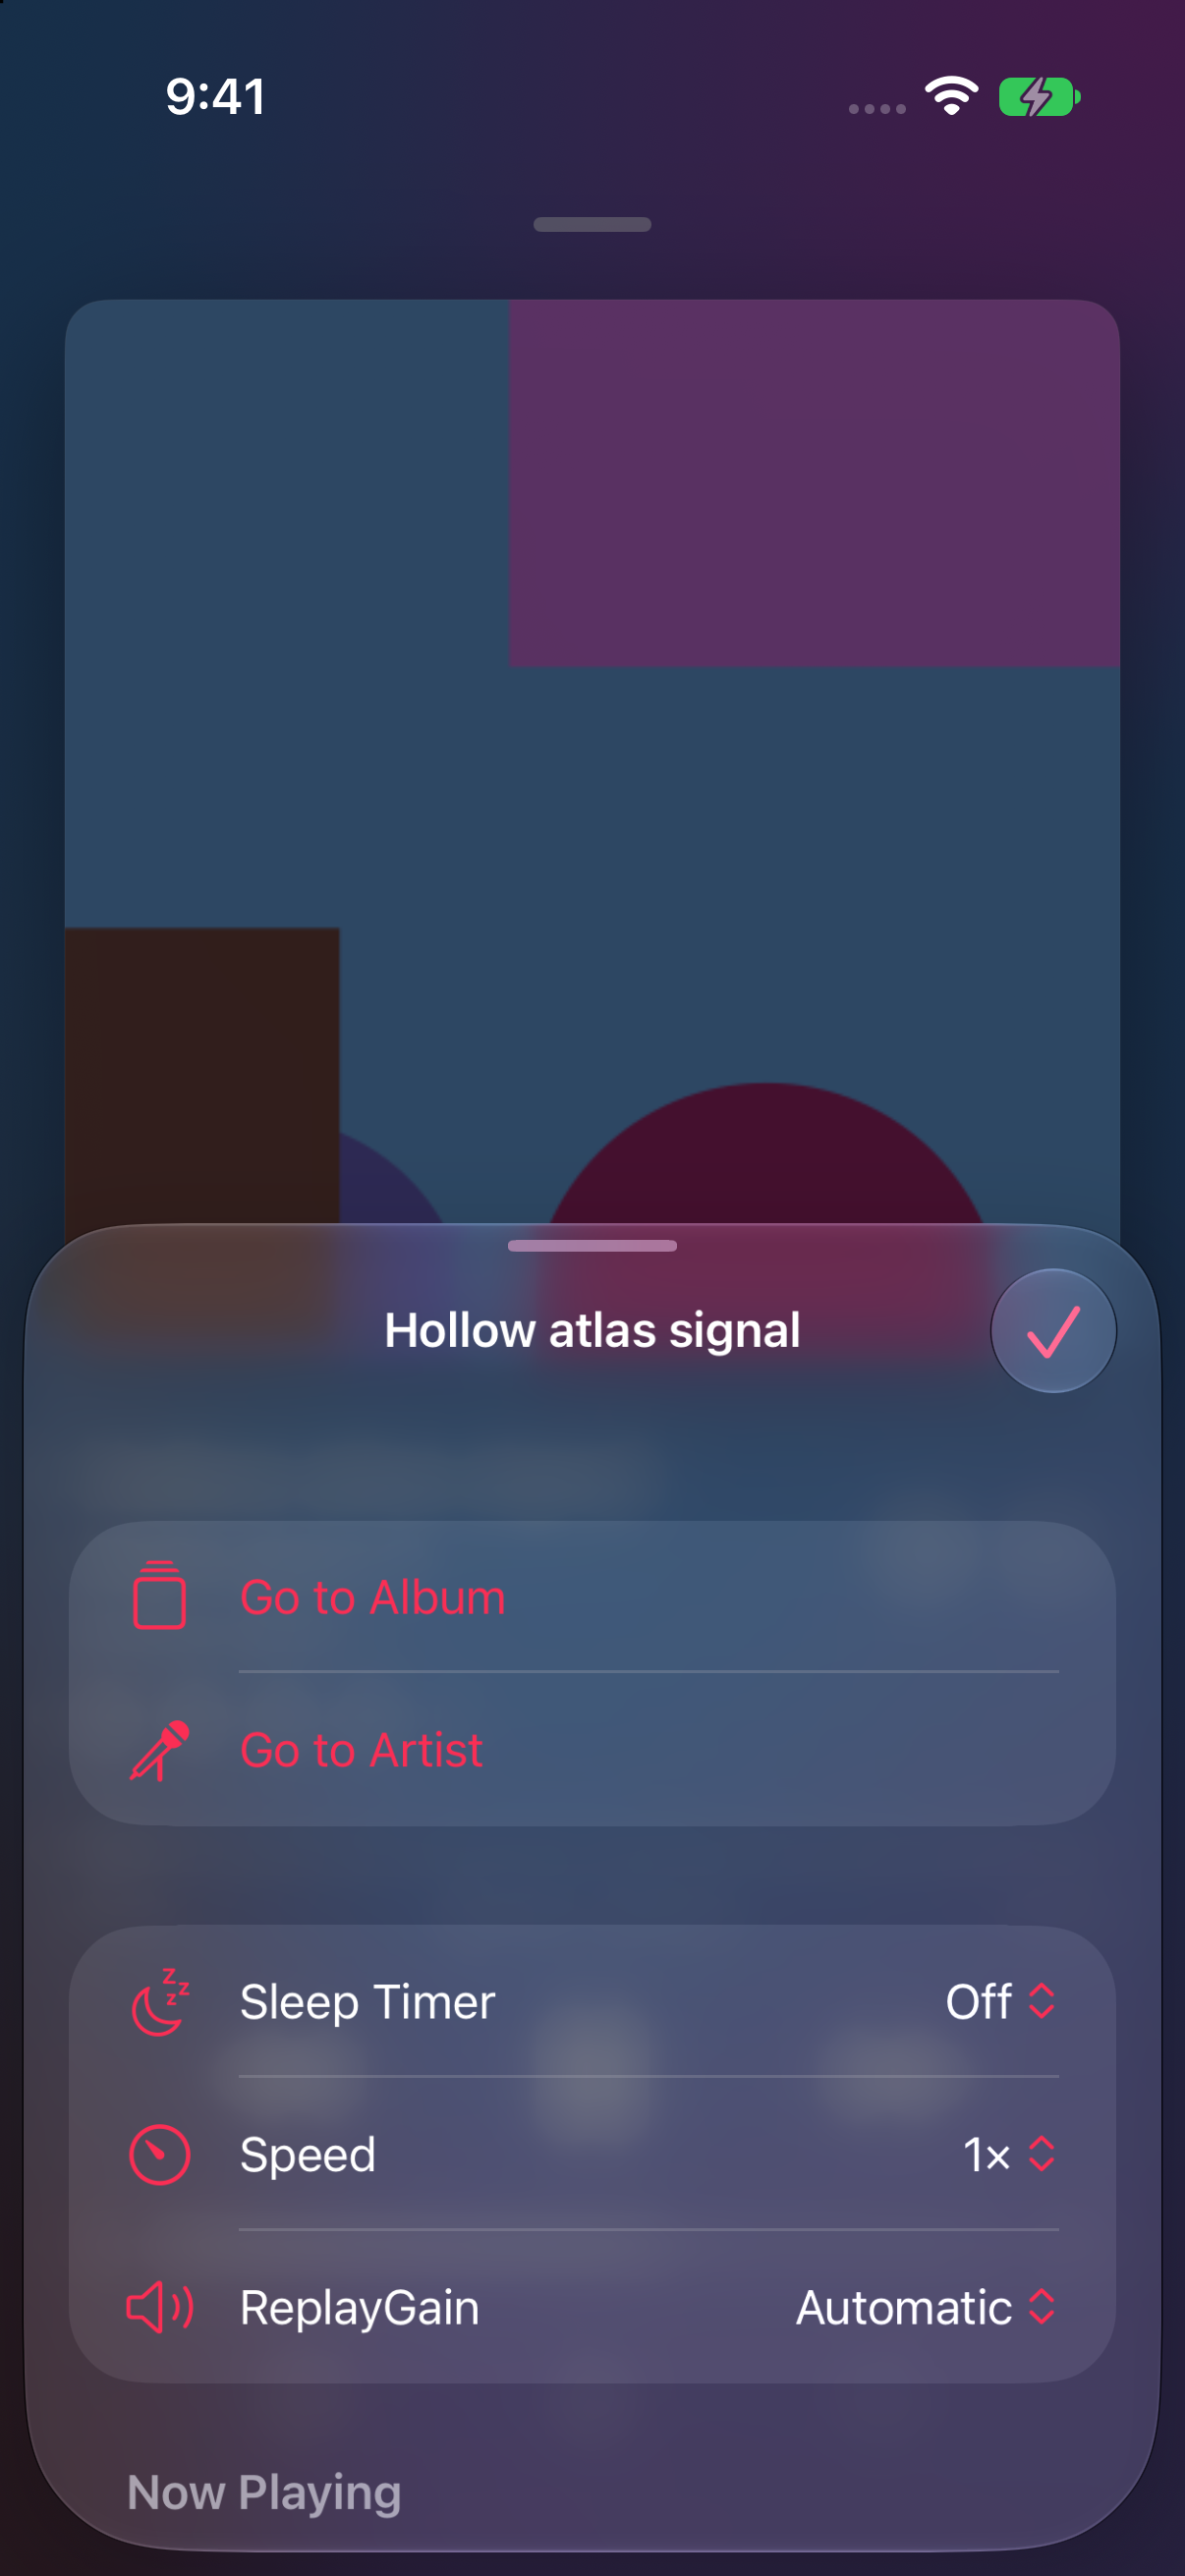 9:41
Hollow atlas signal
Go to Album
Go to Artist
Sleep Timer Off
Speed 1×
ReplayGain Automatic
Now Playing